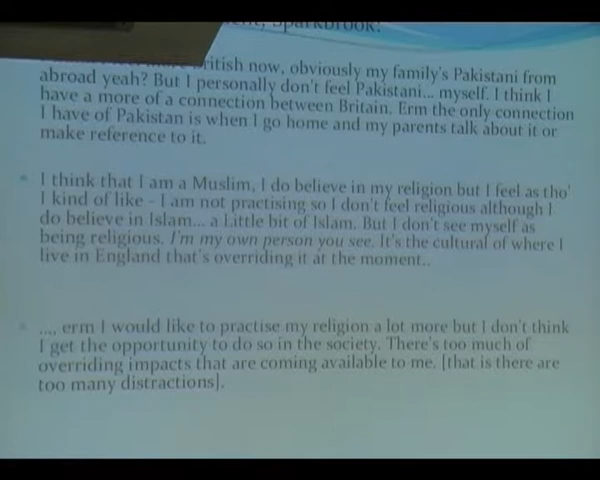 Sparkbrook!
British now, obviously my family's Pakistani from
abroad yeah? But I personally don't feel Pakistani... myself. I think I
have a more of a connection between Britain. Erm the only connection
I have of Pakistan is when I go home and my parents talk about it or
make reference to it.
I think that I am a Muslim, I do believe in my religion but I feel as tho'
I kind of like - I am not practising so I don't feel religious although I
do believe in Islam... a Little bit of Islam. But I don't see myself as
being religious. I'm my own person you see. It's the cultural of where I
live in England that's overriding it at the moment..
...., erm I would like to practise my religion a lot more but I don't think
I get the opportunity to do so in the society. There's too much of
overriding impacts that are coming available to me. [that is there are
too many distractions].